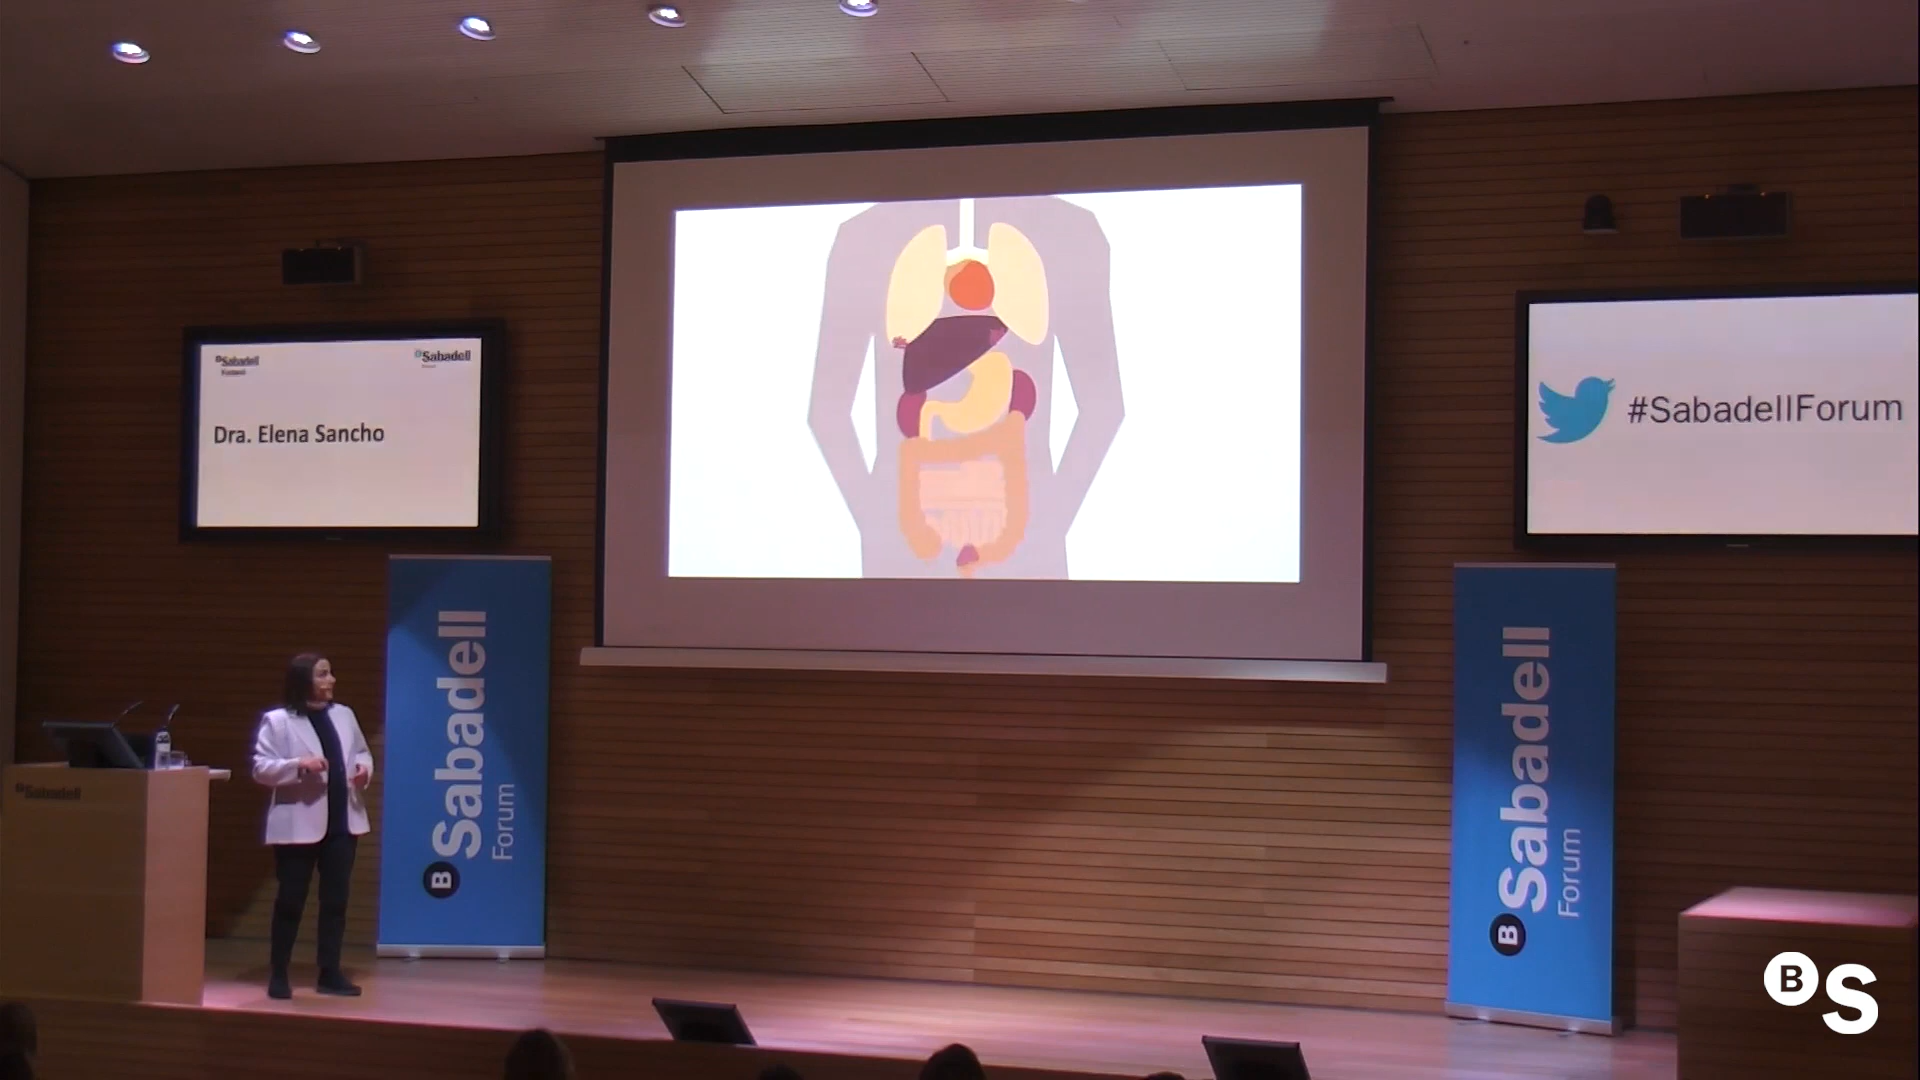 Sabadell
Sabadell
Dra. Elena Sancho
#SabadellForum
B Sabadell
Forum
B Sabadell
Forum
Sabadell
BS